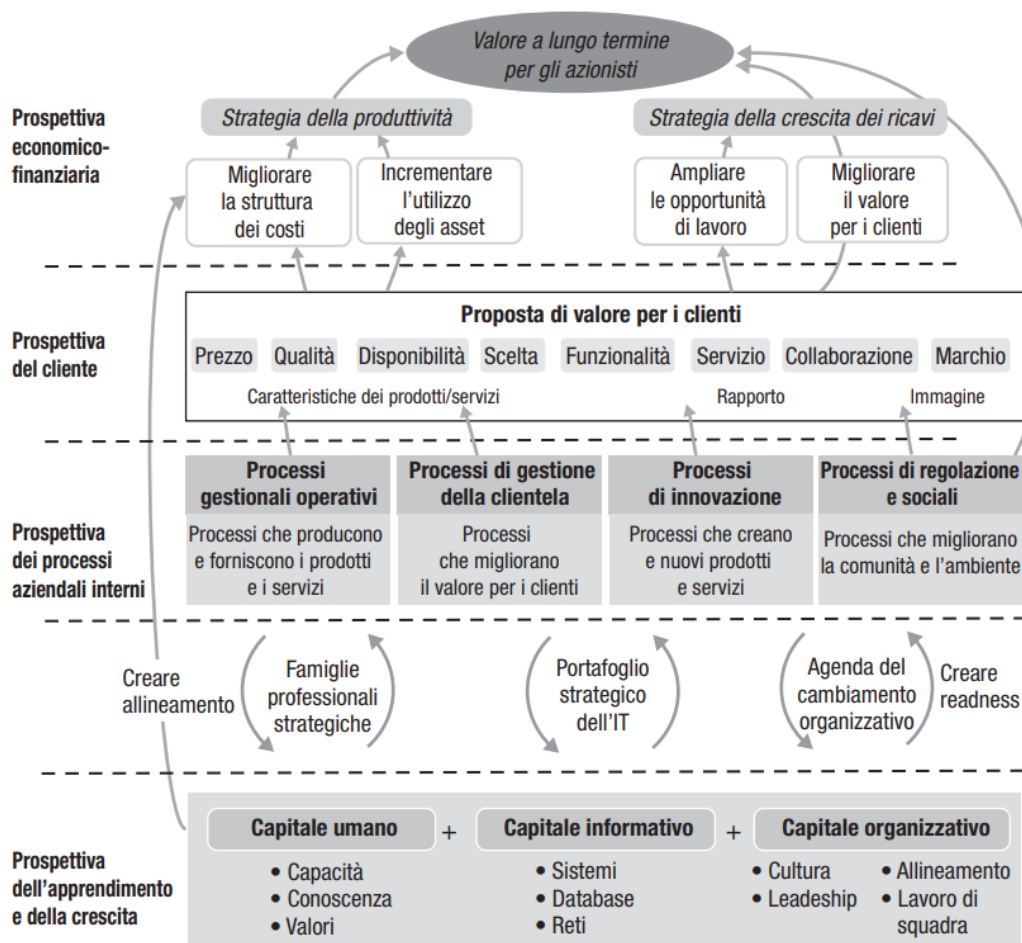 Valore a lungo termine
per gli azionisti
Prospettiva
economico-
finanziaria
Strategia della produttività
Strategia della crescita dei ricavi
Migliorare
la struttura
dei costi
Incrementare
l'utilizzo
degli asset
Ampliare
le opportunità
di lavoro
Migliorare
il valore
per i clienti
Prospettiva
del cliente
Proposta di valore per i clienti
Prezzo
Qualità
Disponibilità
Scelta
Funzionalità
Servizio
Collaborazione
Marchio
Caratteristiche dei prodotti/servizi
Rapporto
Immagine
Prospettiva
dei processi
aziendali interni
Processi
gestionali operativi
Processi che producono
e forniscono i prodotti
e i servizi
Processi di gestione
della clientela
Processi
che migliorano
il valore per i clienti
Processi
di innovazione
Processi che creano
e nuovi prodotti
e servizi
Processi di regolazione
e sociali
Processi che migliorano
la comunità e l'ambiente
Creare
allineamento
Famiglie
professionali
strategiche
Portafoglio
strategico
dell'IT
Agenda del
cambiamento
organizzativo
Creare
readness
Prospettiva
dell'apprendimento
e della crescita
Capitale umano
+
Capitale informativo
+
Capitale organizzativo
• Capacità
• Conoscenza
• Valori
• Sistemi
• Database
• Reti
• Cultura
• Leadeship
• Allineamento
• Lavoro di
squadra